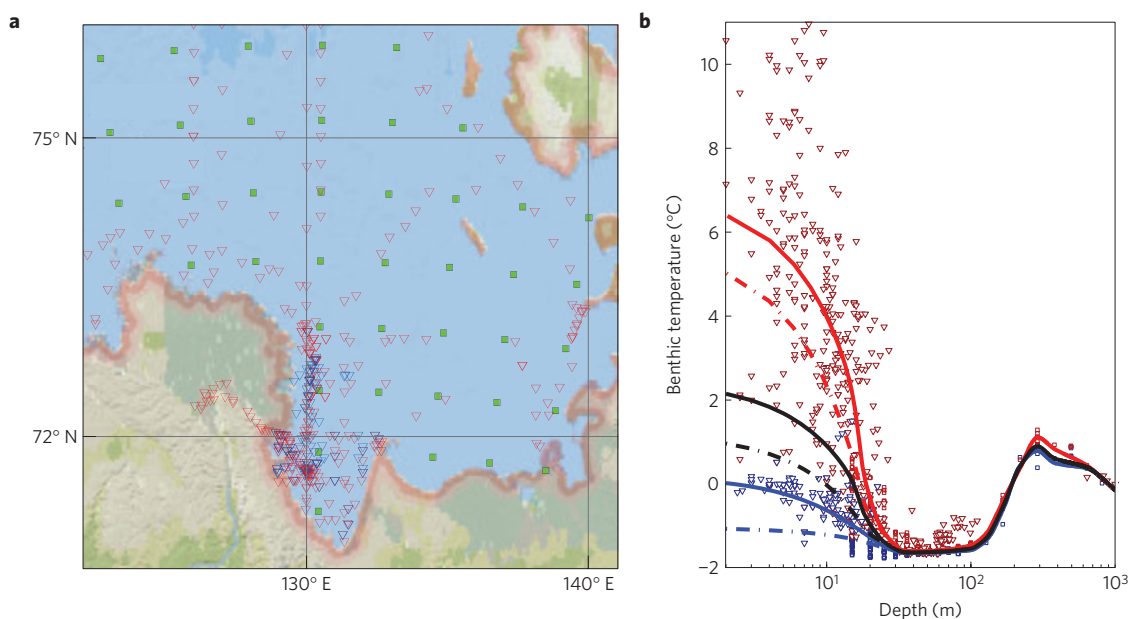 a
75° N
72° N
130° E
140° E
b
10
8
6
4
2
0
−2
Benthic temperature (°C)
10¹
10²
10³
Depth (m)